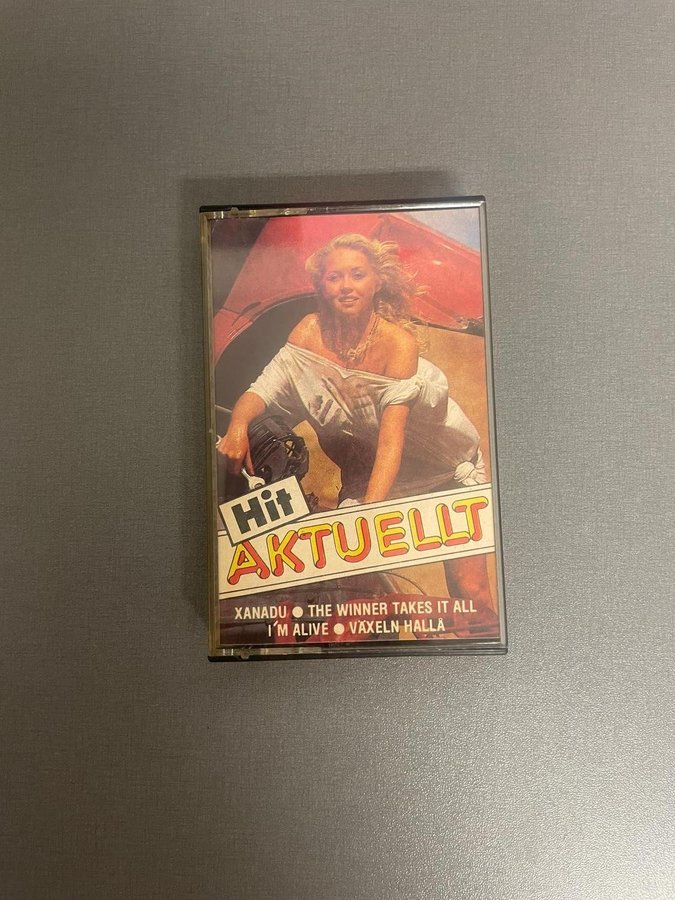 Hit
AKTUELLT
XANADU ● THE WINNER TAKES IT ALL
I´M ALIVE ● VÄXELN HALLÅ